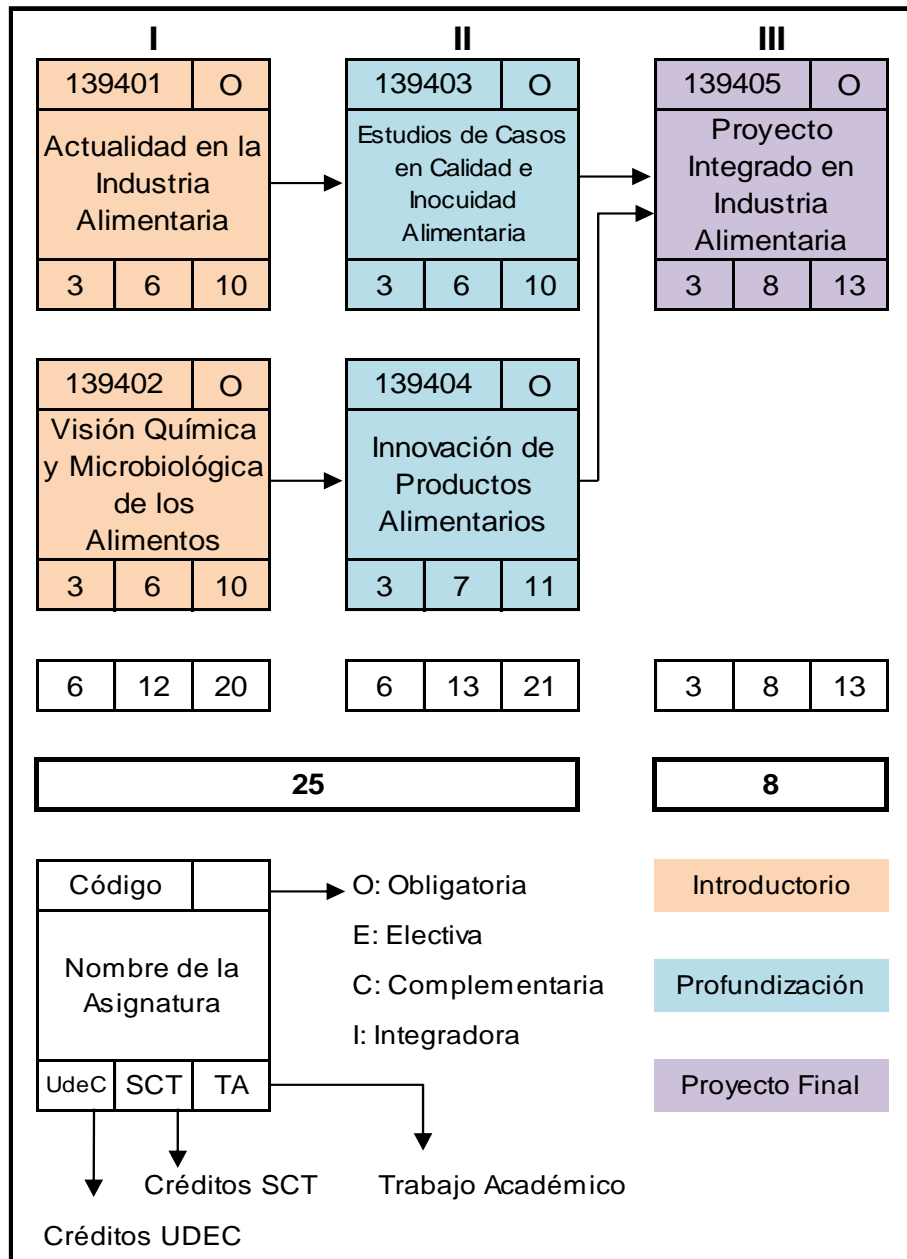 I
II
III
139401 O
Actualidad en la
Industria
Alimentaria
3 6 10
139403 O
Estudios de Casos
en Calidad e
Inocuidad
Alimentaria
3 6 10
139405 O
Proyecto
Integrado en
Industria
Alimentaria
3 8 13
139402 O
Visión Química
y Microbiológica
de los
Alimentos
3 6 10
139404 O
Innovación de
Productos
Alimentarios
3 7 11
6 12 20
6 13 21
3 8 13
25
8
Código
Nombre de la
Asignatura
UdeC SCT TA
O: Obligatoria
E: Electiva
C: Complementaria
I: Integradora
Introductorio
Profundización
Proyecto Final
Créditos SCT
Trabajo Académico
Créditos UDEC